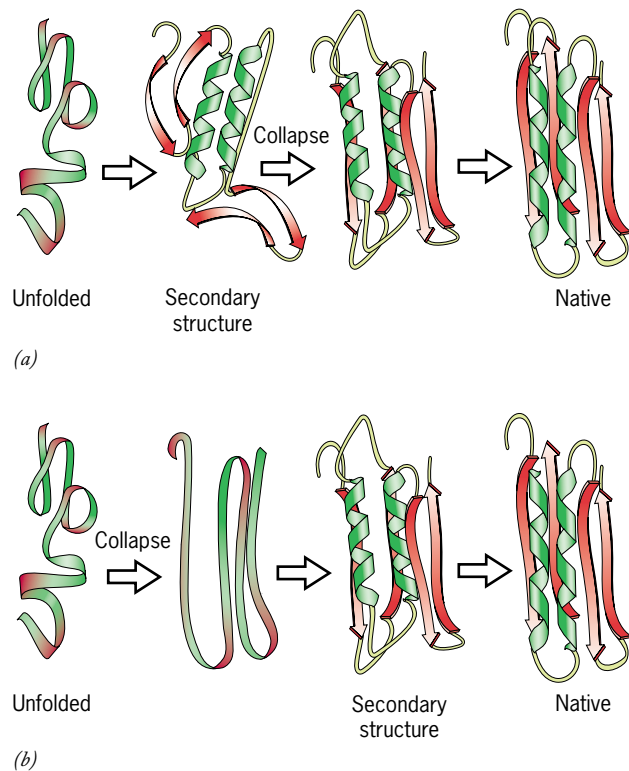 Collapse
Unfolded
Secondary
structure
Native
(a)
Collapse
Unfolded
Secondary
structure
Native
(b)